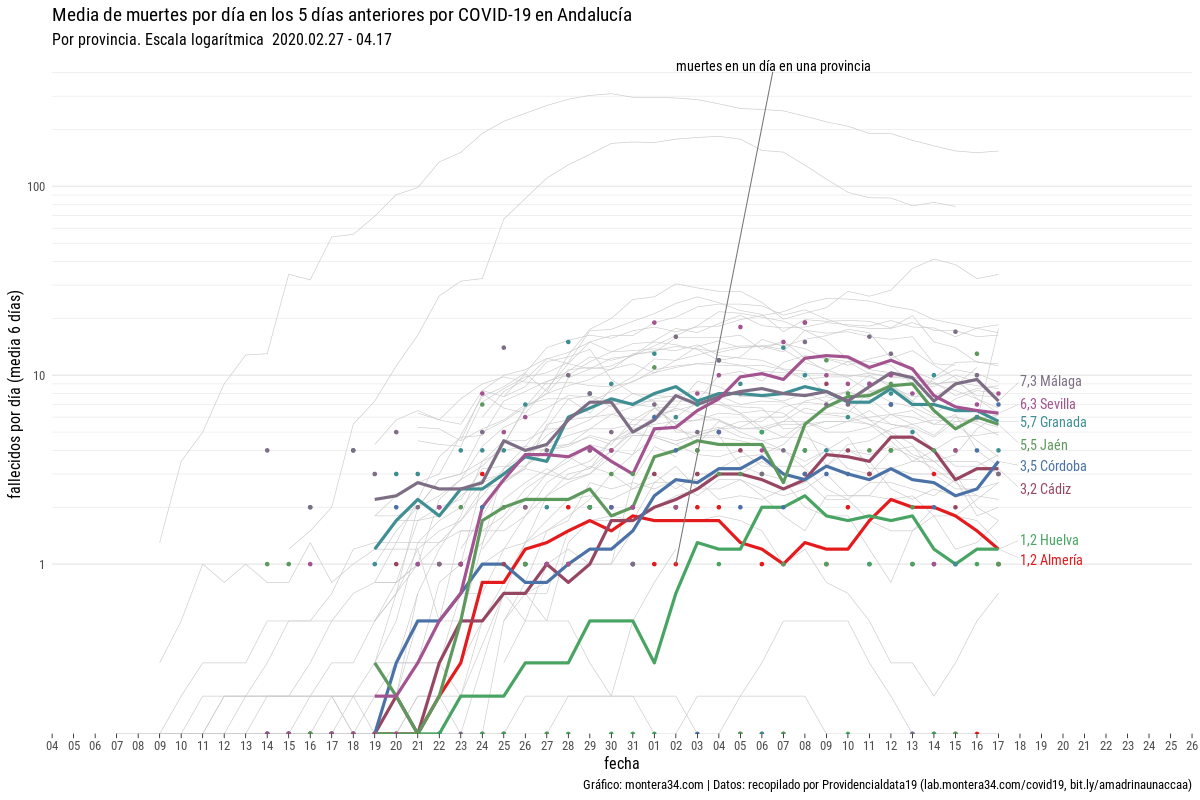 Media de muertes por día en los 5 días anteriores por COVID-19 en Andalucía
Por provincia. Escala logarítmica 2020.02.27 - 04.17
muertes en un día en una provincia
fallecidos por día (media 6 días)
100
10
1
7,3 Málaga
6,3 Sevilla
5,7 Granada
5,5 Jaén
3,5 Córdoba
3,2 Cádiz
1,2 Huelva
1,2 Almería
04 05 06 07 08 09 10 11 12 13 14 15 16 17 18 19 20 21 22 23 24 25 26 27 28 29 30 31 01 02 03 04 05 06 07 08 09 10 11 12 13 14 15 16 17 18 19 20 21 22 23 24 25 26
fecha
Gráfico: montera34.com | Datos: recopilado por Providencialdata19 (lab.montera34.com/covid19, bit.ly/amadrinaunaccaa)